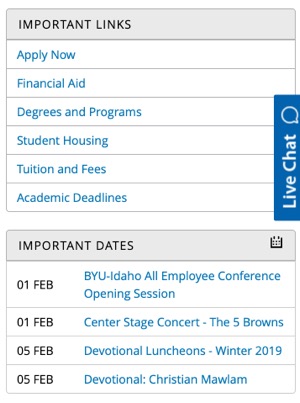 IMPORTANT LINKS
Apply Now
Financial Aid
Degrees and Programs
Student Housing
Tuition and Fees
Academic Deadlines
Live Chat
IMPORTANT DATES
01 FEB BYU-Idaho All Employee Conference
Opening Session
01 FEB Center Stage Concert - The 5 Browns
05 FEB Devotional Luncheons - Winter 2019
05 FEB Devotional: Christian Mawlam